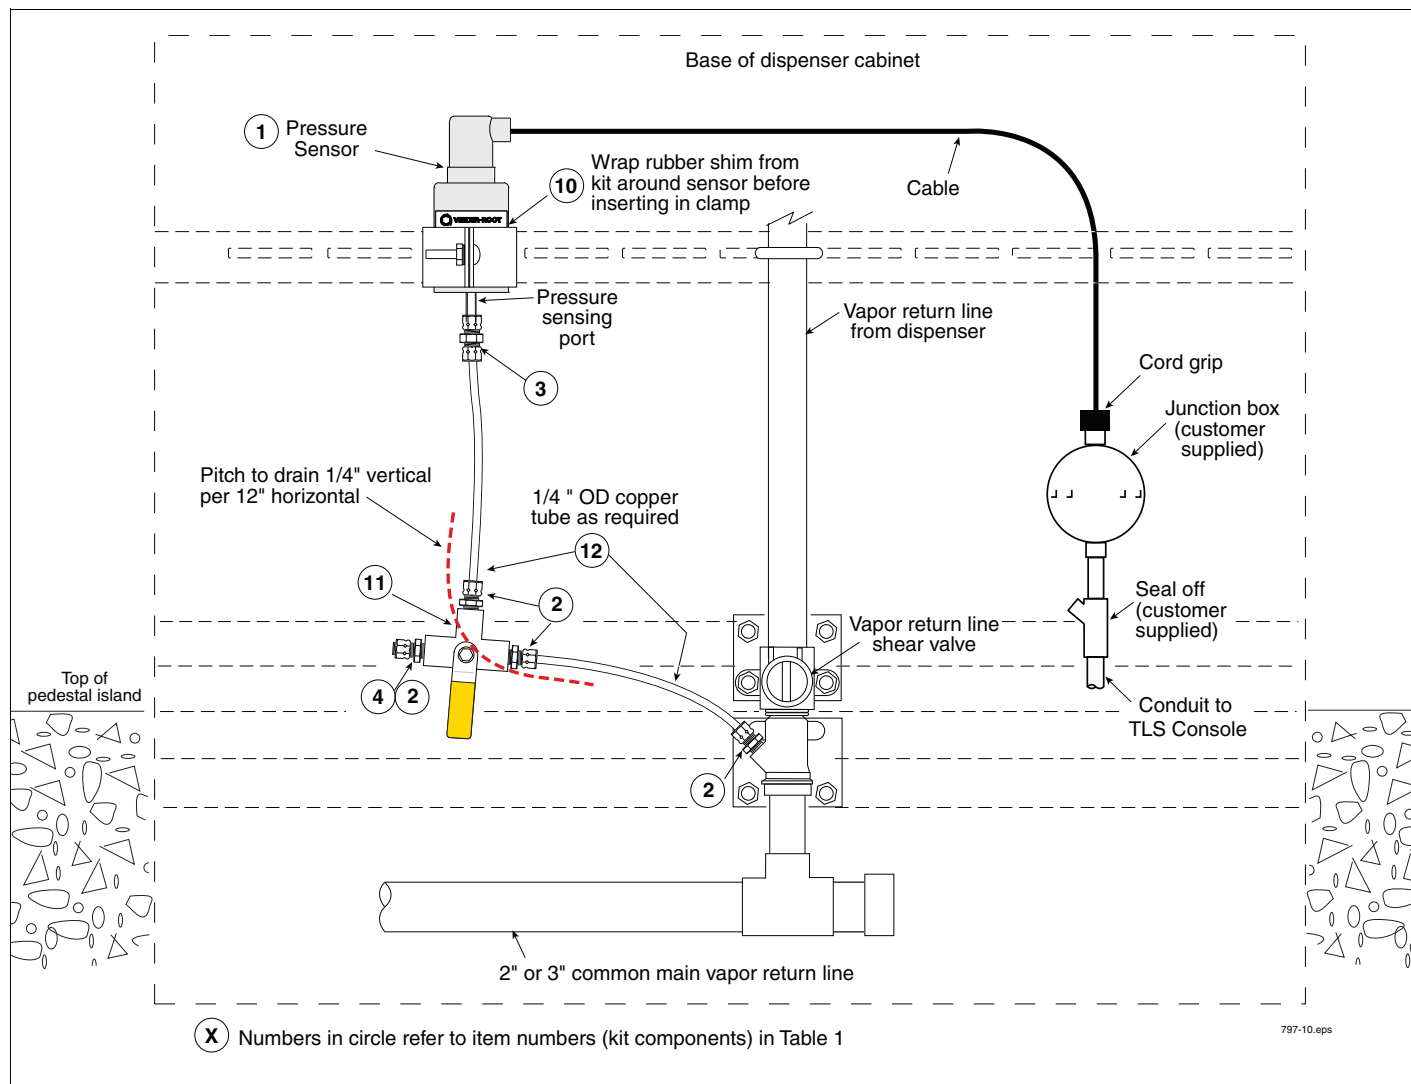 Base of dispenser cabinet
1 Pressure
Sensor
10
Wrap rubber shim from
kit around sensor before
inserting in clamp
VEEDER-ROOT
Cable
Pressure
sensing
port
Vapor return line
from dispenser
3
Cord grip
Junction box
(customer
supplied)
Pitch to drain 1/4" vertical
per 12" horizontal
1/4 " OD copper
tube as required
12
11
2
Seal off
(customer
supplied)
Vapor return line
shear valve
Top of
pedestal island
4 2
Conduit to
TLS Console
2
2" or 3" common main vapor return line
X Numbers in circle refer to item numbers (kit components) in Table 1
797-10.eps